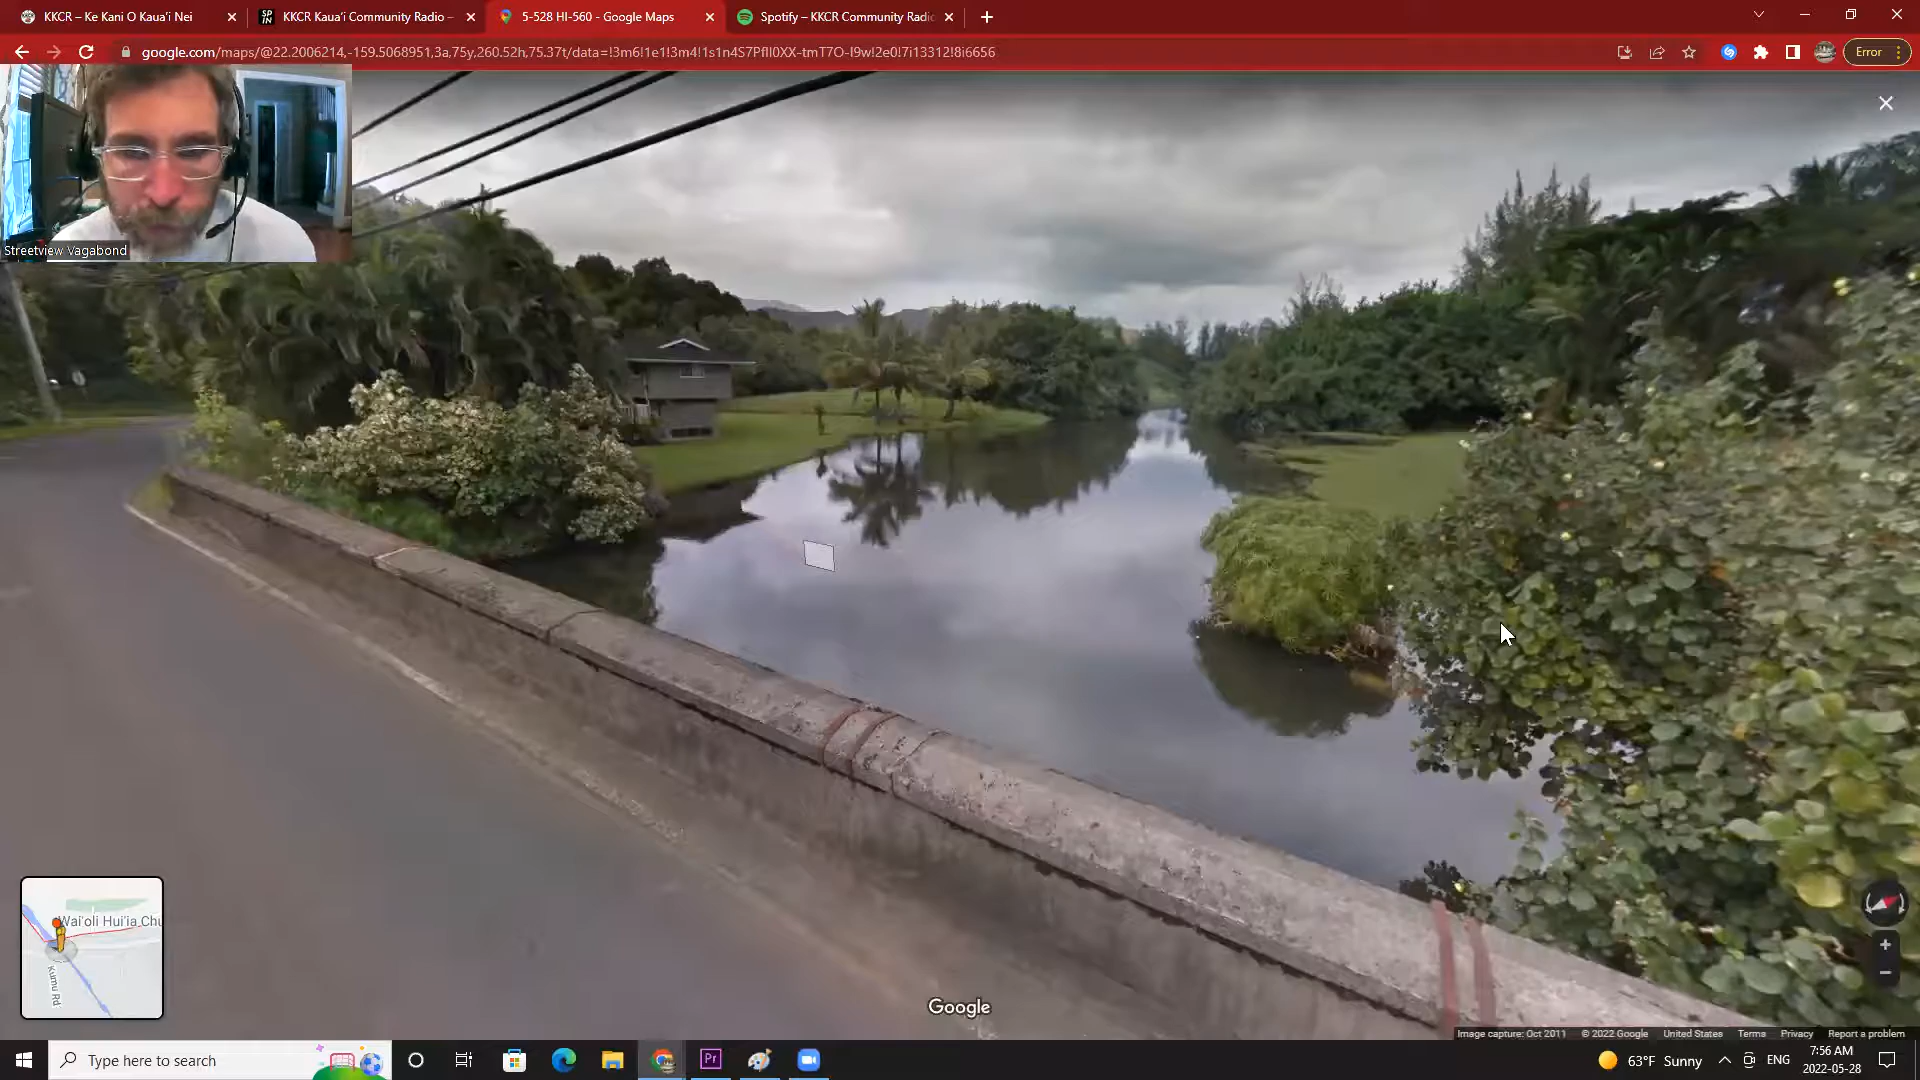 KKCR – Ke Kani O Kaua'i Nei
SP IN
KKCR Kaua'i Community Radio –
5-528 HI-560 - Google Maps
Spotify – KKCR Community Radio
google.com/maps/@22.2006214,-159.5068951,3a,75y,260.52h,75.37t/data=!3m6!1e1!3m4!1s1n4S7PfII0XX-tmT7O-I9w!2e0!7i13312!8i6656
Error
Streetview Vagabond
Wai'oli Hui'ia Chu
Kumu Rd
Google
Image capture: Oct 2011 © 2022 Google United States Terms Privacy Report a problem
Type here to search
Pr
63°F Sunny
ENG
7:56 AM
2022-05-28